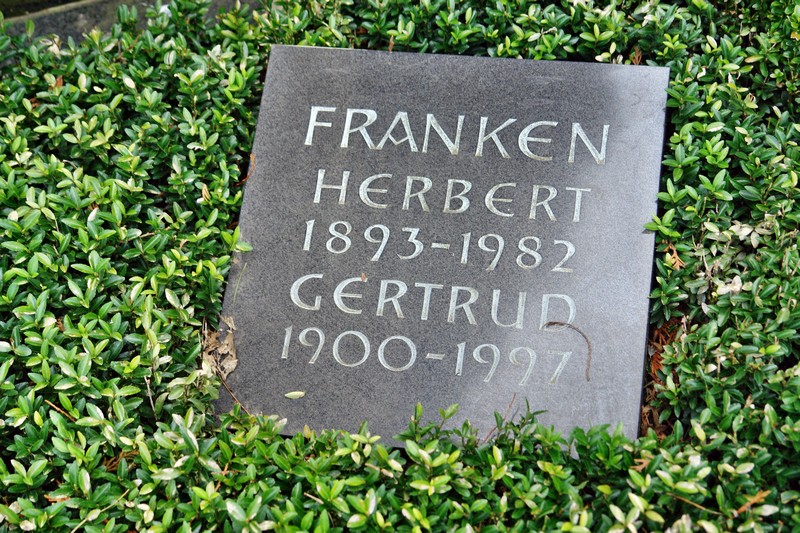 FRANKEN
HERBERT
1893-1982
GERTRUD
1900-1997